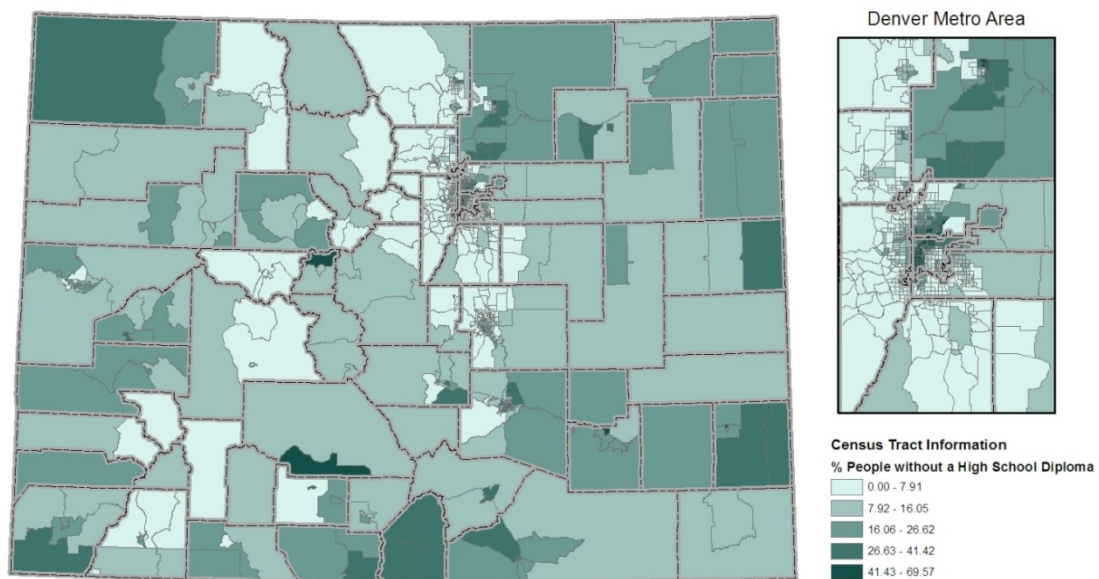 Denver Metro Area
Census Tract Information
% People without a High School Diploma
0.00 - 7.91
7.92 - 16.05
16.06 - 26.62
26.63 - 41.42
41.43 - 69.57